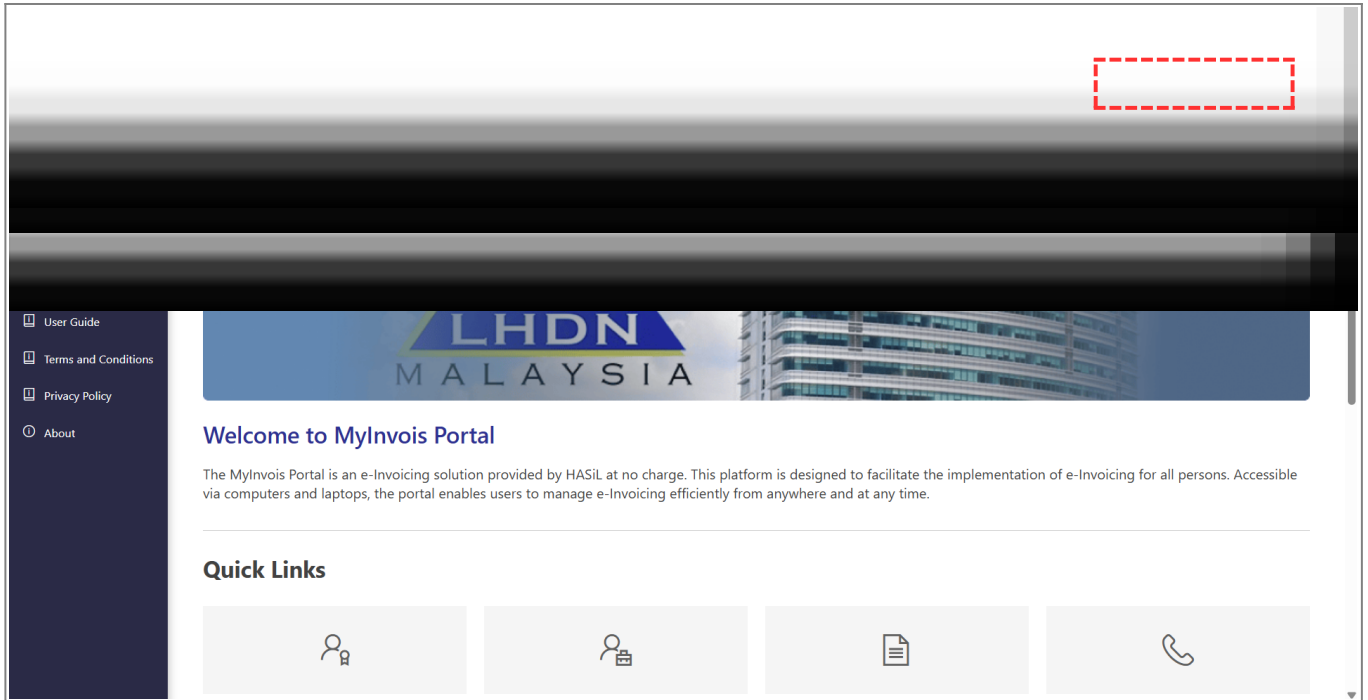 User Guide
Terms and Conditions
Privacy Policy
About
LHDN
MALAYSIA
Welcome to MyInvois Portal
The MyInvois Portal is an e-Invoicing solution provided by HASiL at no charge. This platform is designed to facilitate the implementation of e-Invoicing for all persons. Accessible
via computers and laptops, the portal enables users to manage e-Invoicing efficiently from anywhere and at any time.
Quick Links